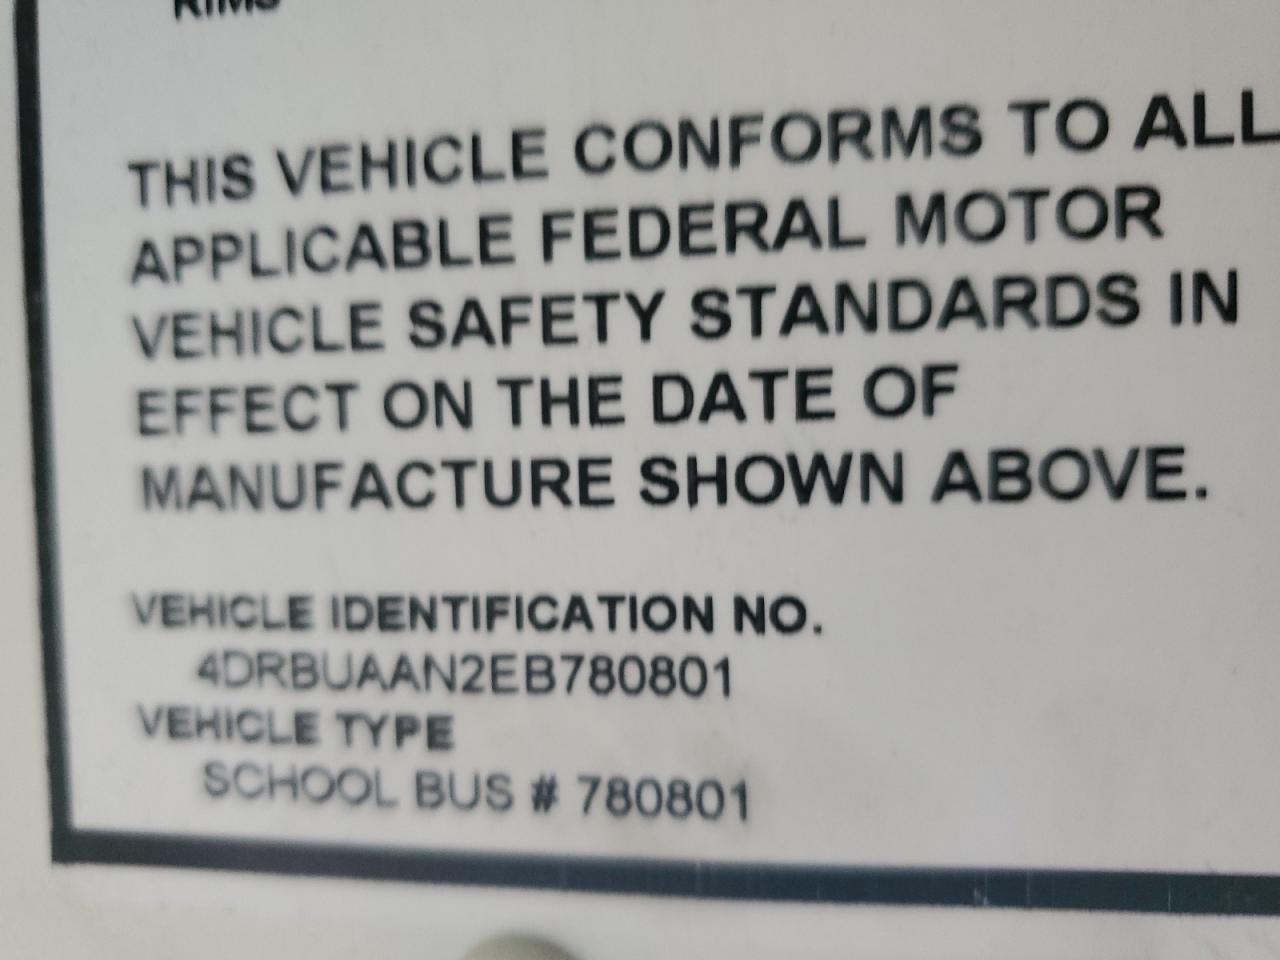 RIMS
THIS VEHICLE CONFORMS TO ALL
APPLICABLE FEDERAL MOTOR
VEHICLE SAFETY STANDARDS IN
EFFECT ON THE DATE OF
MANUFACTURE SHOWN ABOVE.
VEHICLE IDENTIFICATION NO.
4DRBUAAN2EB780801
VEHICLE TYPE
SCHOOL BUS # 780801